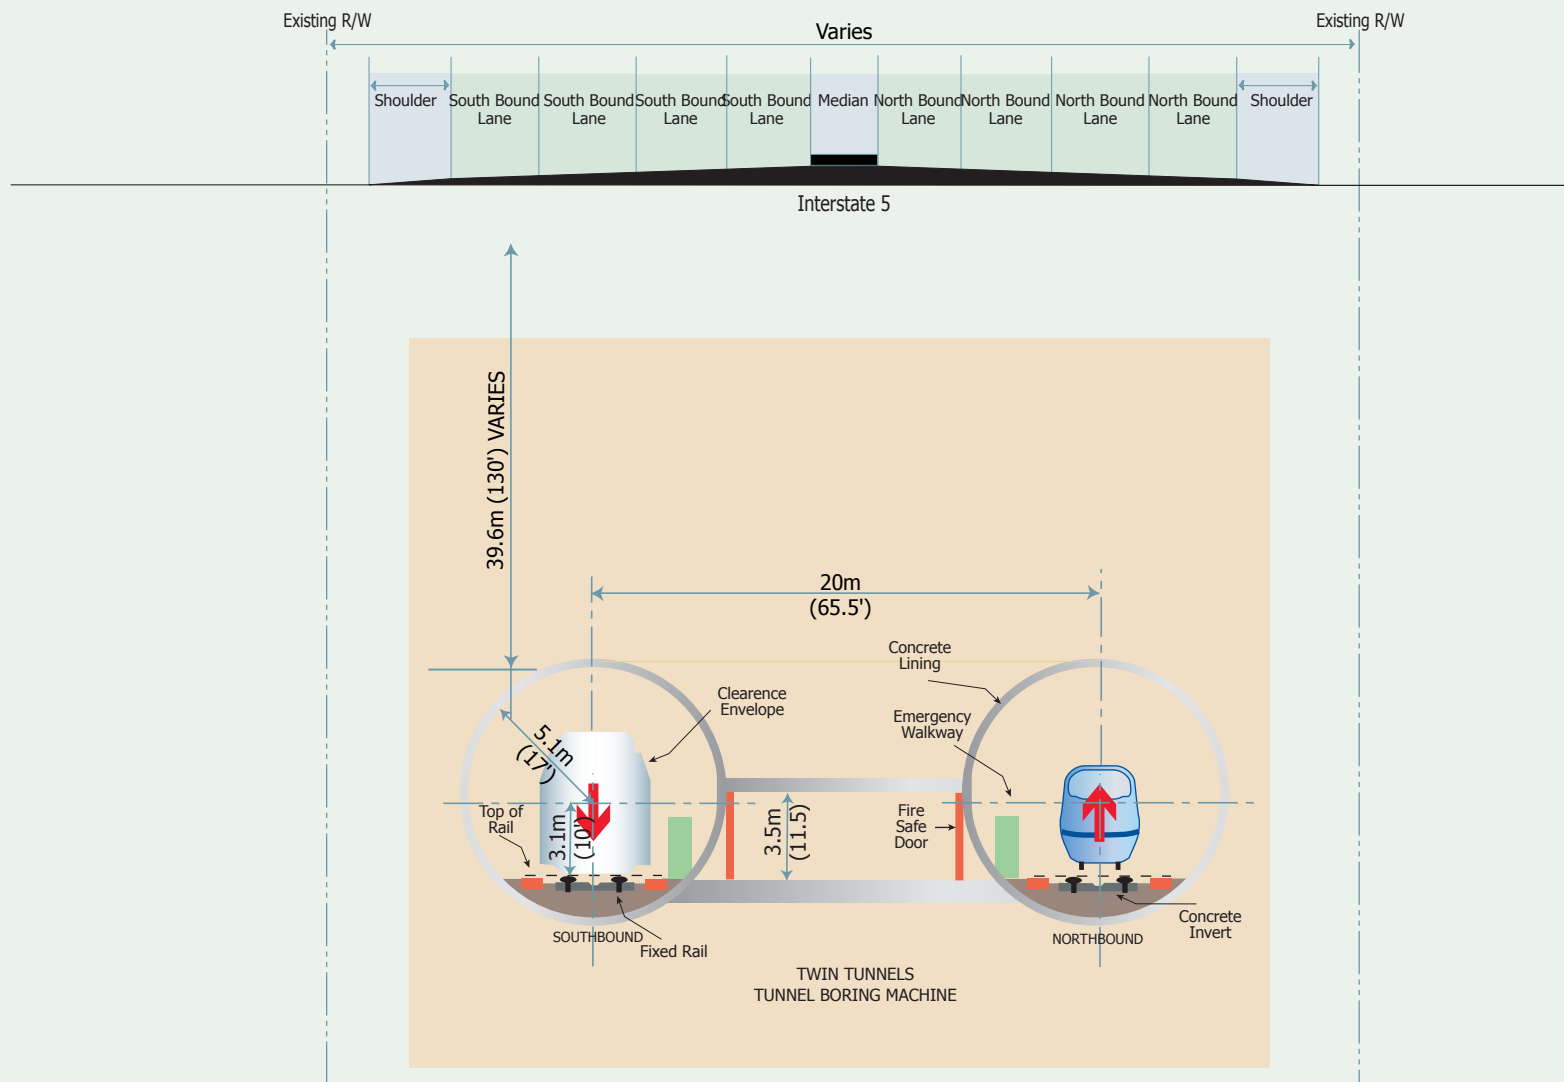 Existing R/W
Existing R/W
Varies
Shoulder
South Bound
Lane
South Bound
Lane
South Bound
Lane
South Bound
Lane
Median
North Bound
Lane
North Bound
Lane
North Bound
Lane
North Bound
Lane
Shoulder
Interstate 5
39.6m (130') VARIES
20m
(65.5')
Concrete
Lining
Clearence
Envelope
Emergency
Walkway
5.1m
(17')
Top of
Rail
3.1m
(10')
3.5m
(11.5)
Fire
Safe
Door
SOUTHBOUND
Fixed Rail
NORTHBOUND
Concrete
Invert
TWIN TUNNELS
TUNNEL BORING MACHINE